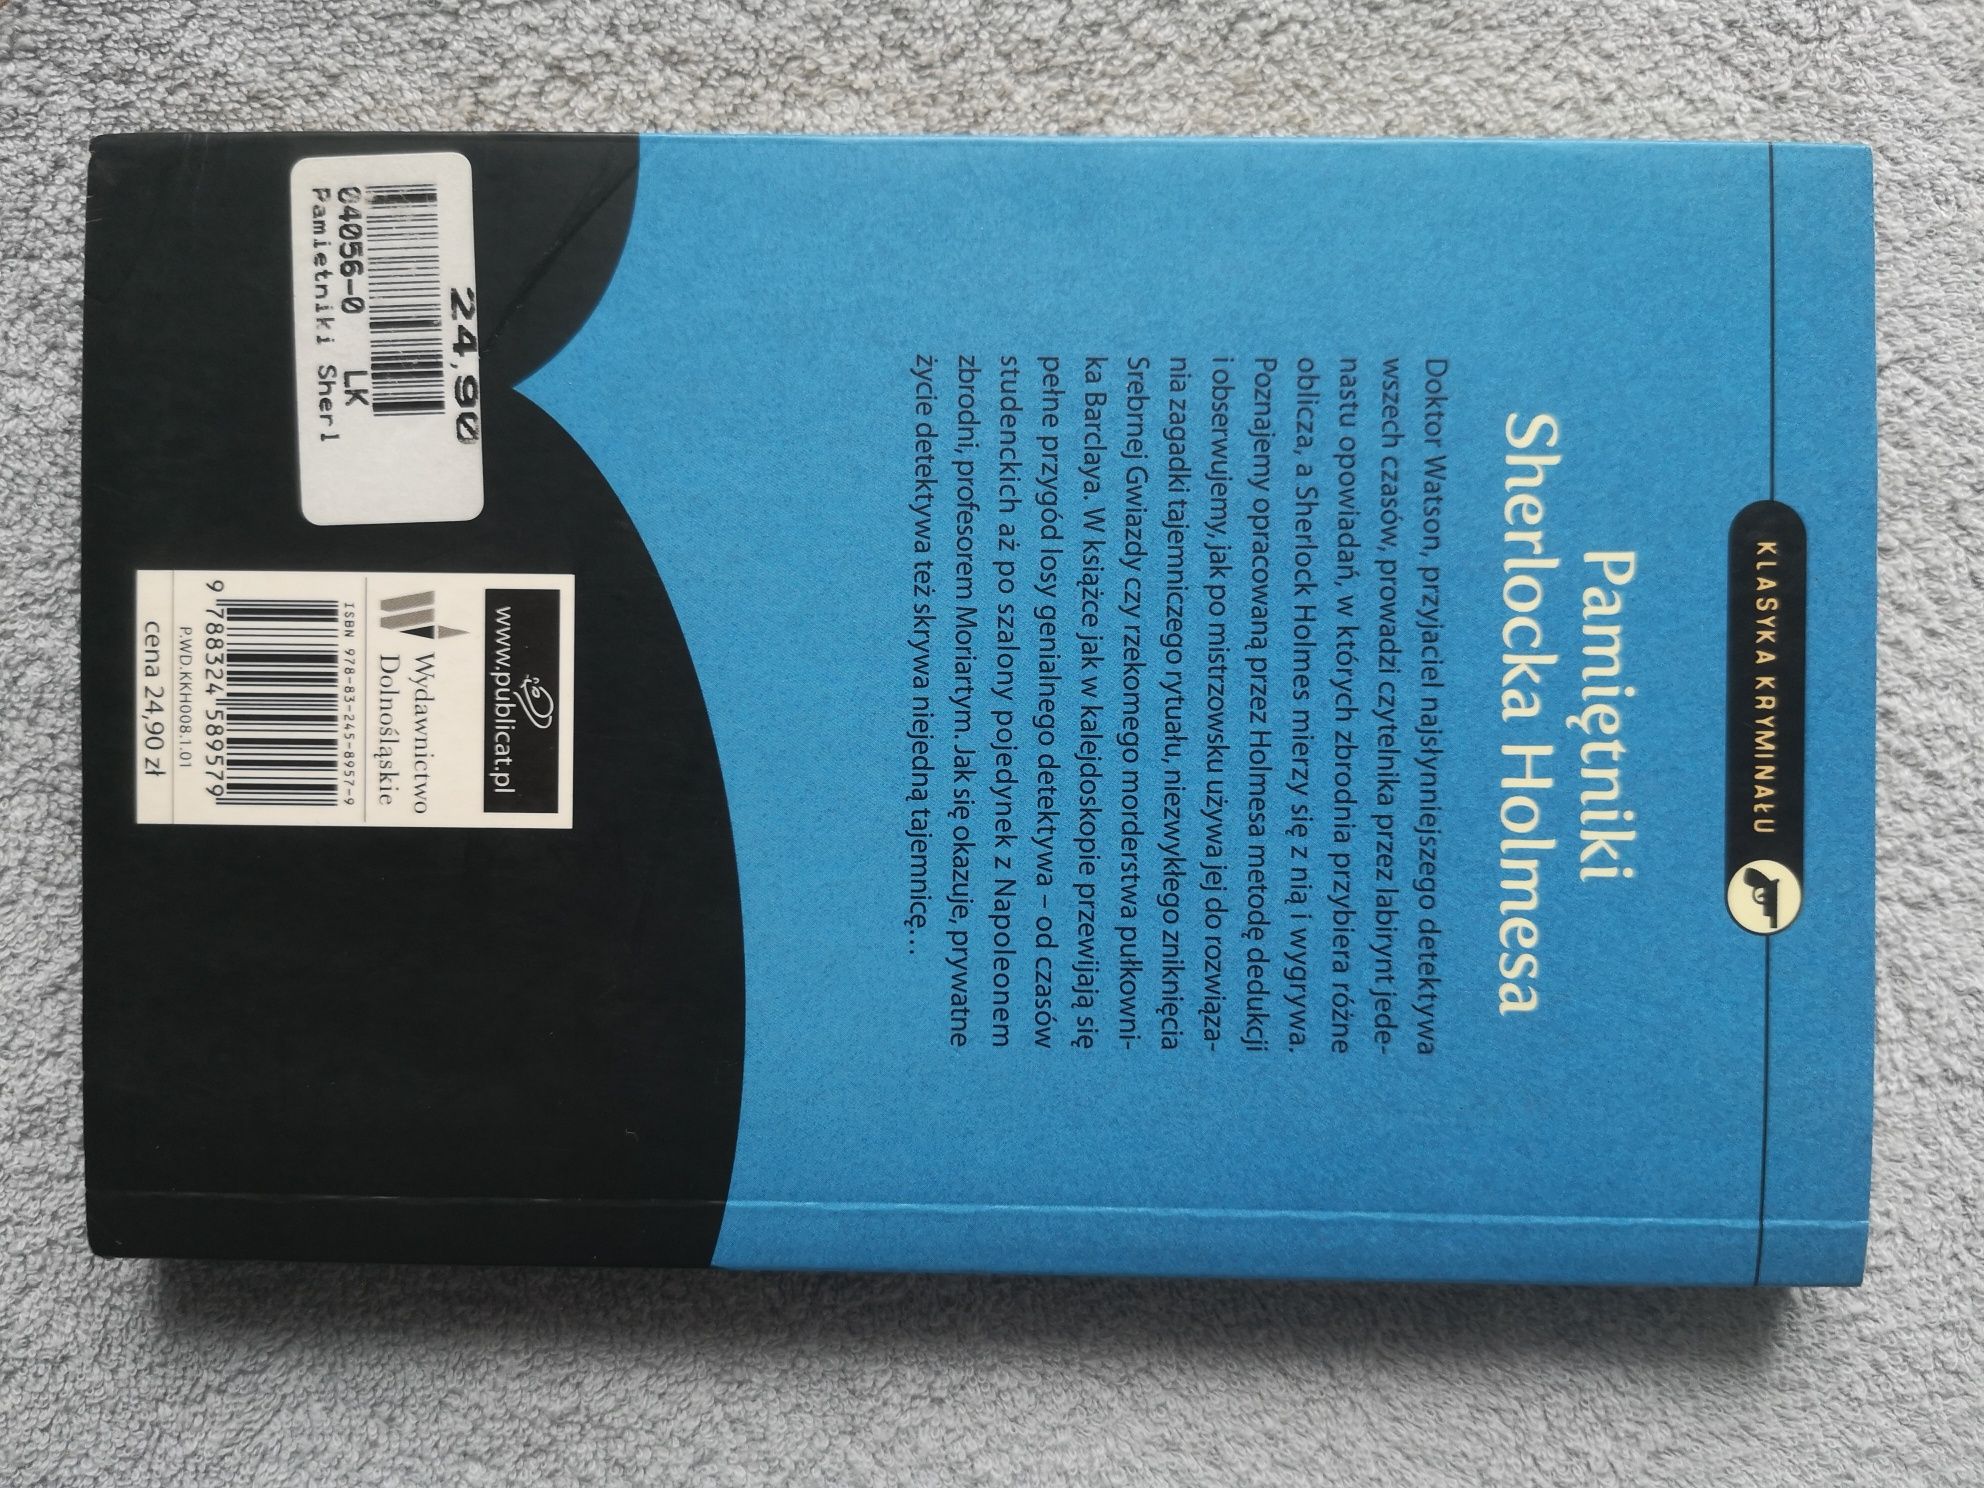 KLASYKA KRYMINAŁU
Pamiętniki
Sherlocka Holmesa
Doktor Watson, przyjaciel najsłynniejszego detektywa
wszech czasów, prowadzi czytelnika przez labirynt jede-
nastu opowiadań, w których zbrodnia przybiera różne
oblicza, a Sherlock Holmes mierzy się z nią i wygrywa.
Poznajemy opracowaną przez Holmesa metodę dedukcji
i obserwujemy, jak po mistrzowsku używa jej do rozwiąza-
nia zagadki tajemniczego rytuału, niezwykłego zniknięcia
Srebrnej Gwiazdy czy rzekomego morderstwa pułkowni-
ka Barclaya. W książce jak w kalejdoskopie przewijają się
pełne przygód losy genialnego detektywa – od czasów
studenckich aż po szalony pojedynek z Napoleonem
zbrodni, profesorem Moriartym. Jak się okazuje, prywatne
życie detektywa też skrywa niejedną tajemnicę...
24,90
04056-0 LK
Pamietniki Sherl
www.publicat.pl
Wydawnictwo
Dolnośląskie
ISBN 978-83-245-8957-9
9 788324 589579
P.WD.KKH008.1.01
cena 24,90 zł